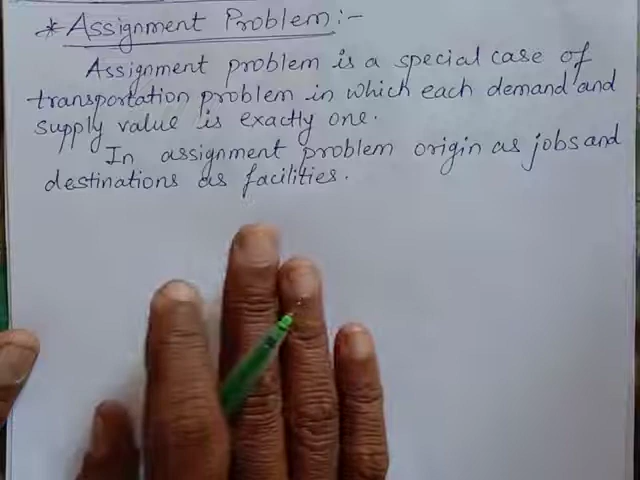 * Assignment Problem:-
Assignment problem is a special case of
transportation problem in which each demand and
supply value is exactly one.
In assignment problem origin as jobs and
destinations as facilities.